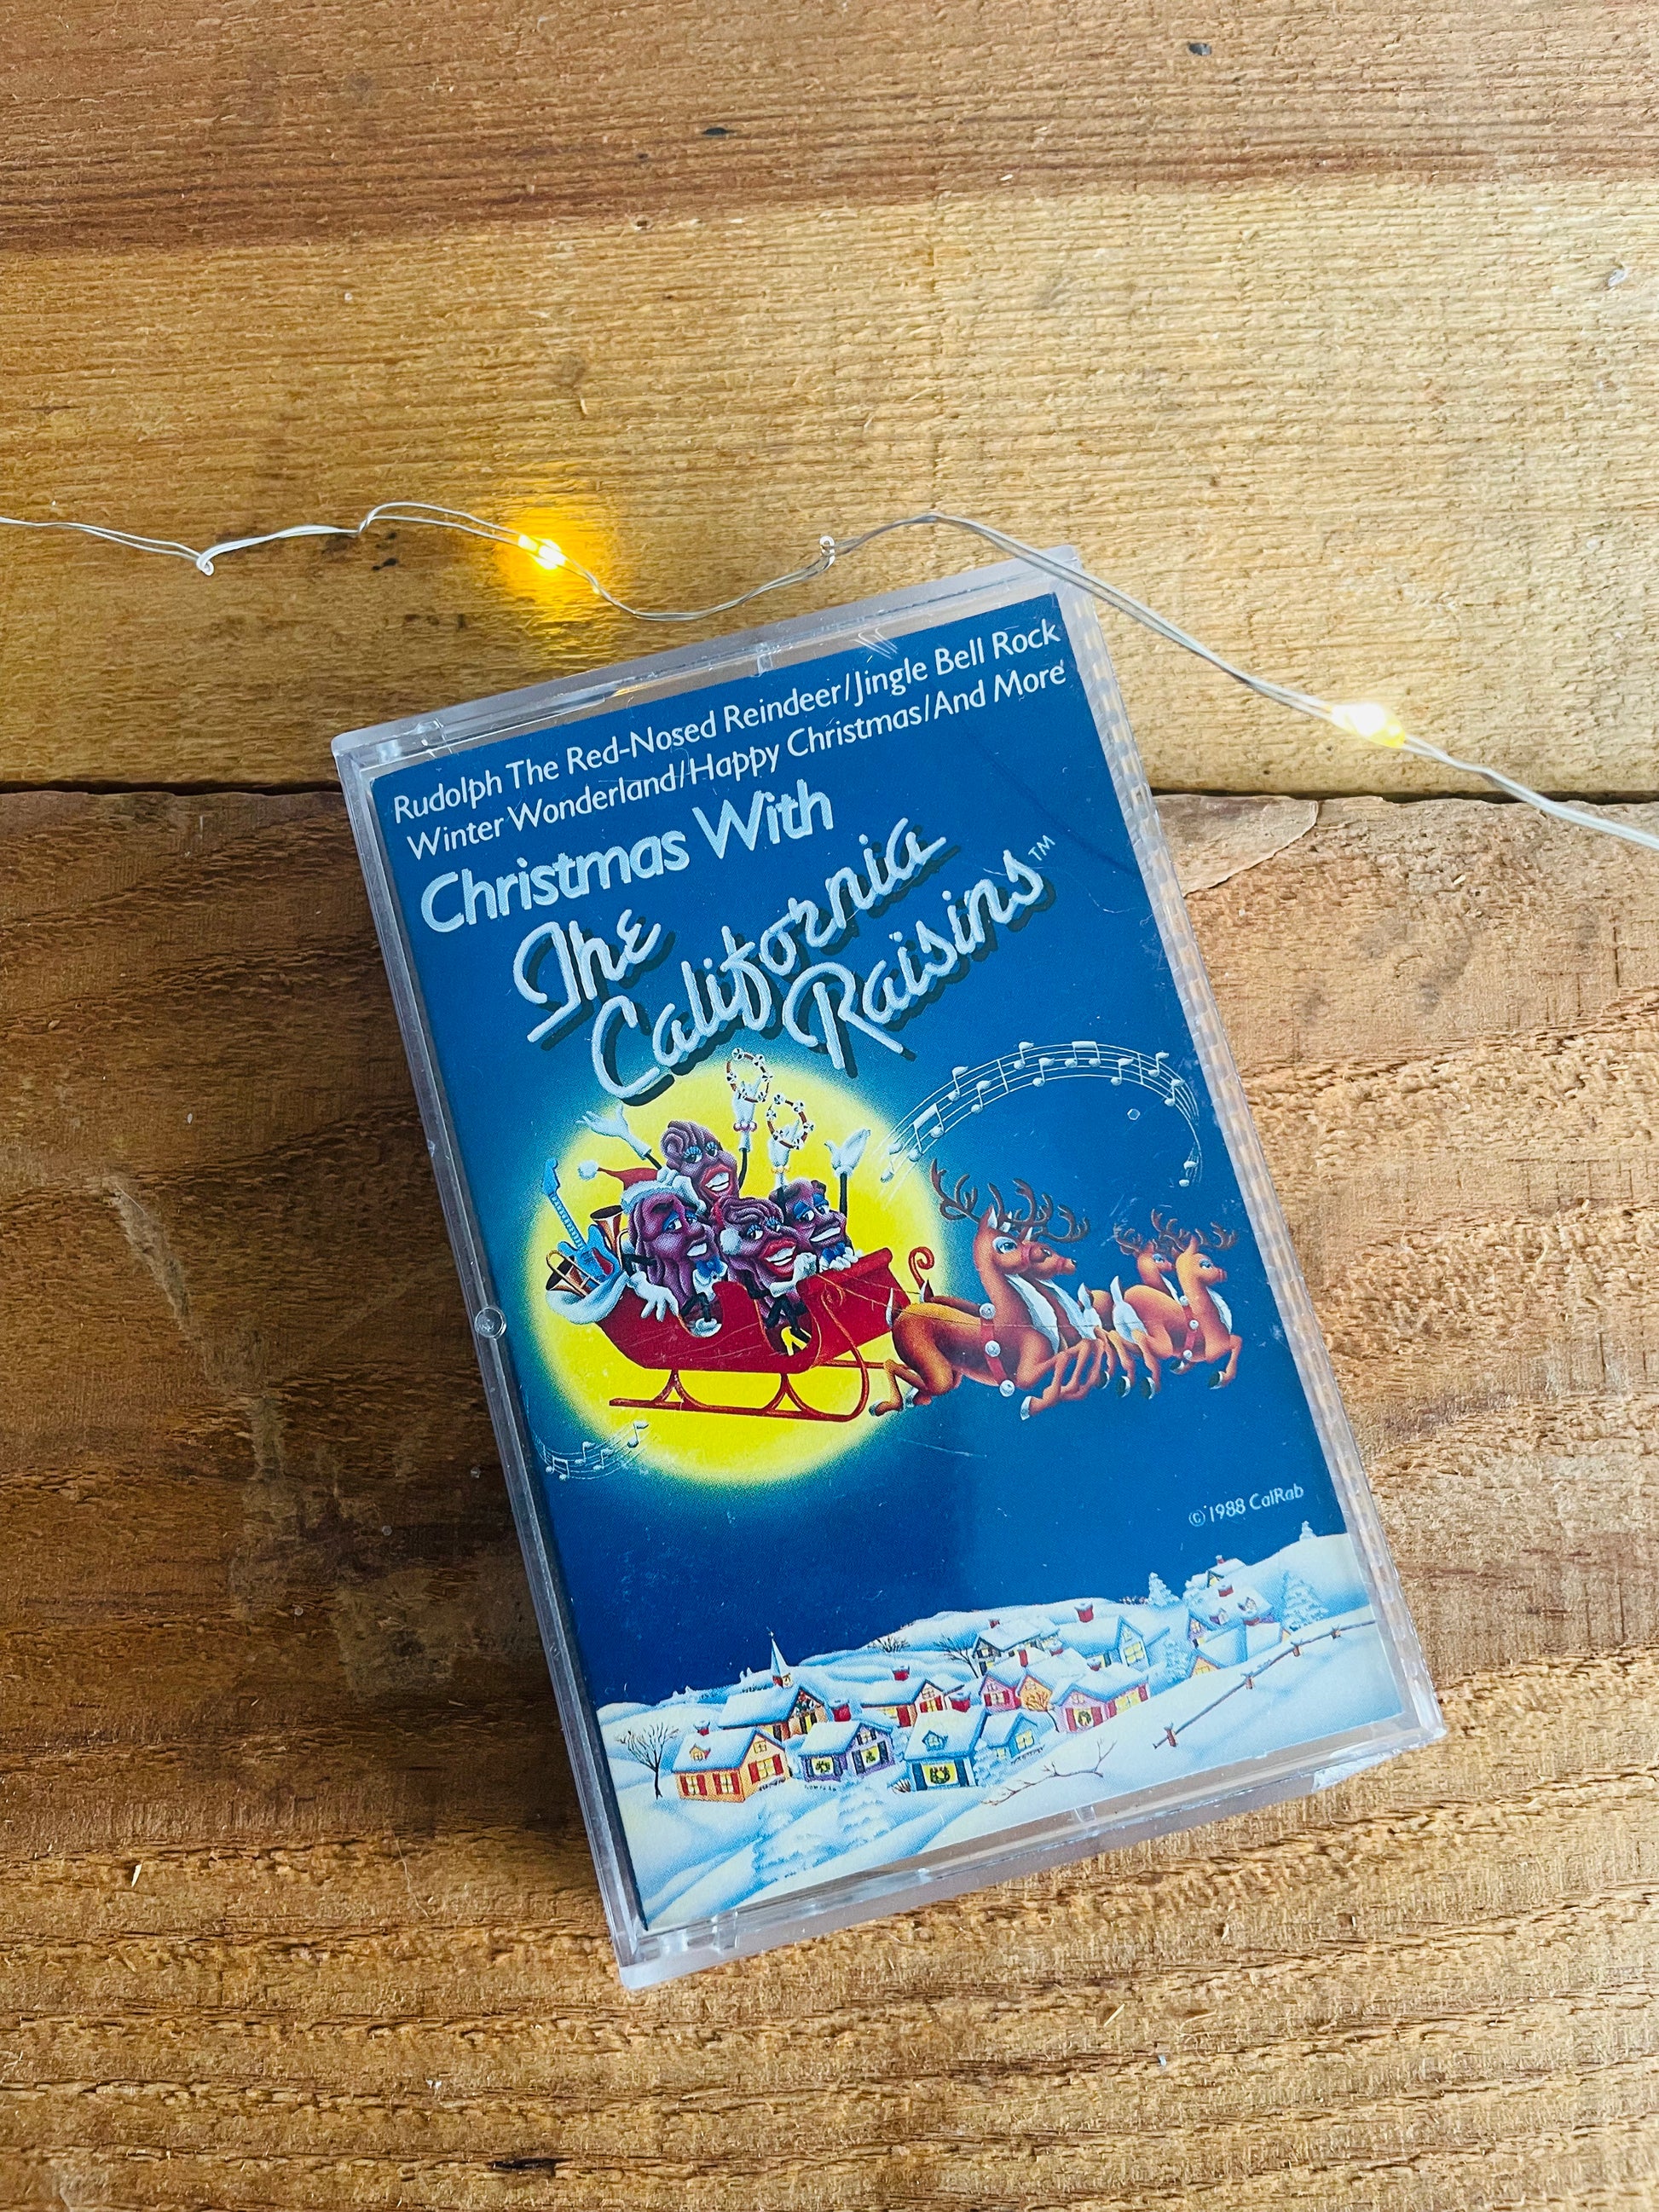 Rudolph The Red-Nosed Reindeer/Jingle Bell Rock
Winter Wonderland/Happy Christmas/And More
Christmas With
The
California
Raisins™
© 1988 CalRab